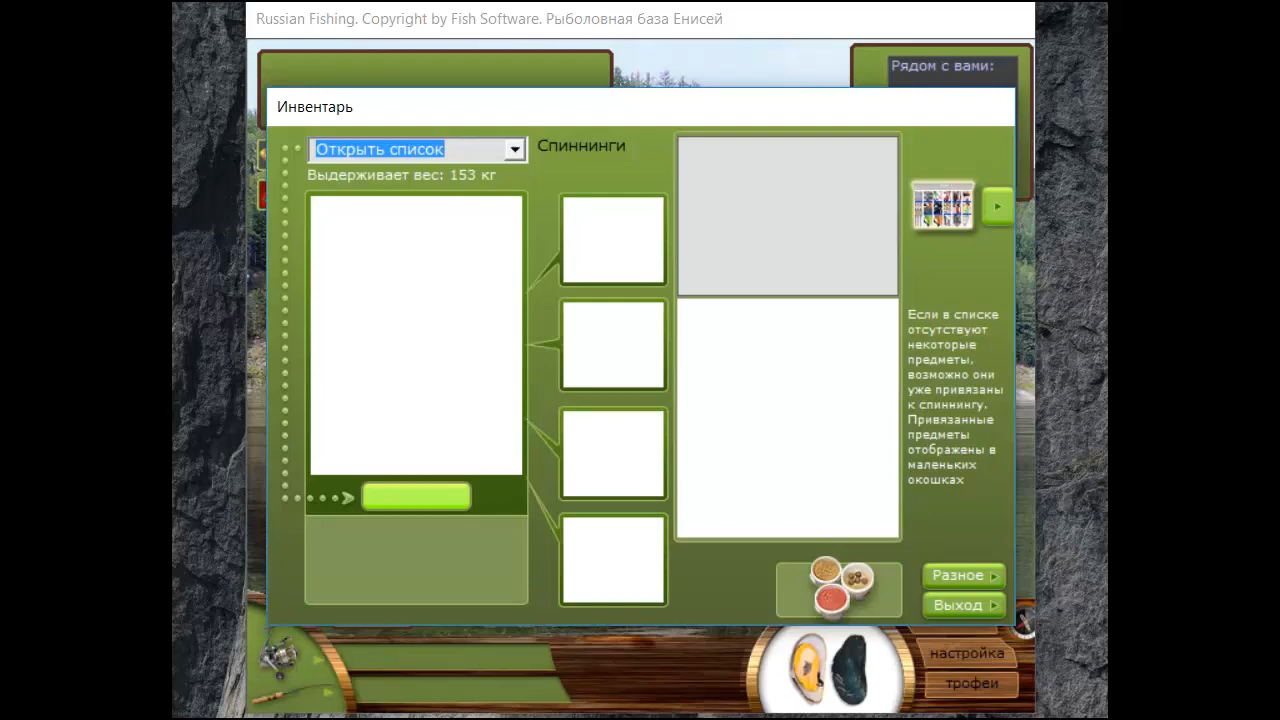 Russian Fishing. Copyright by Fish Software. Рыболовная база Енисей
Рядом с вами:
Инвентарь
Открыть список
Спиннинги
Выдерживает вес: 153 кг
Если в списке
отсутствуют
некоторые
предметы,
возможно они
уже привязаны
к спиннингу.
Привязанные
предметы
отображены в
маленьких
окошках
Разное
Выход
настройка
трофеи